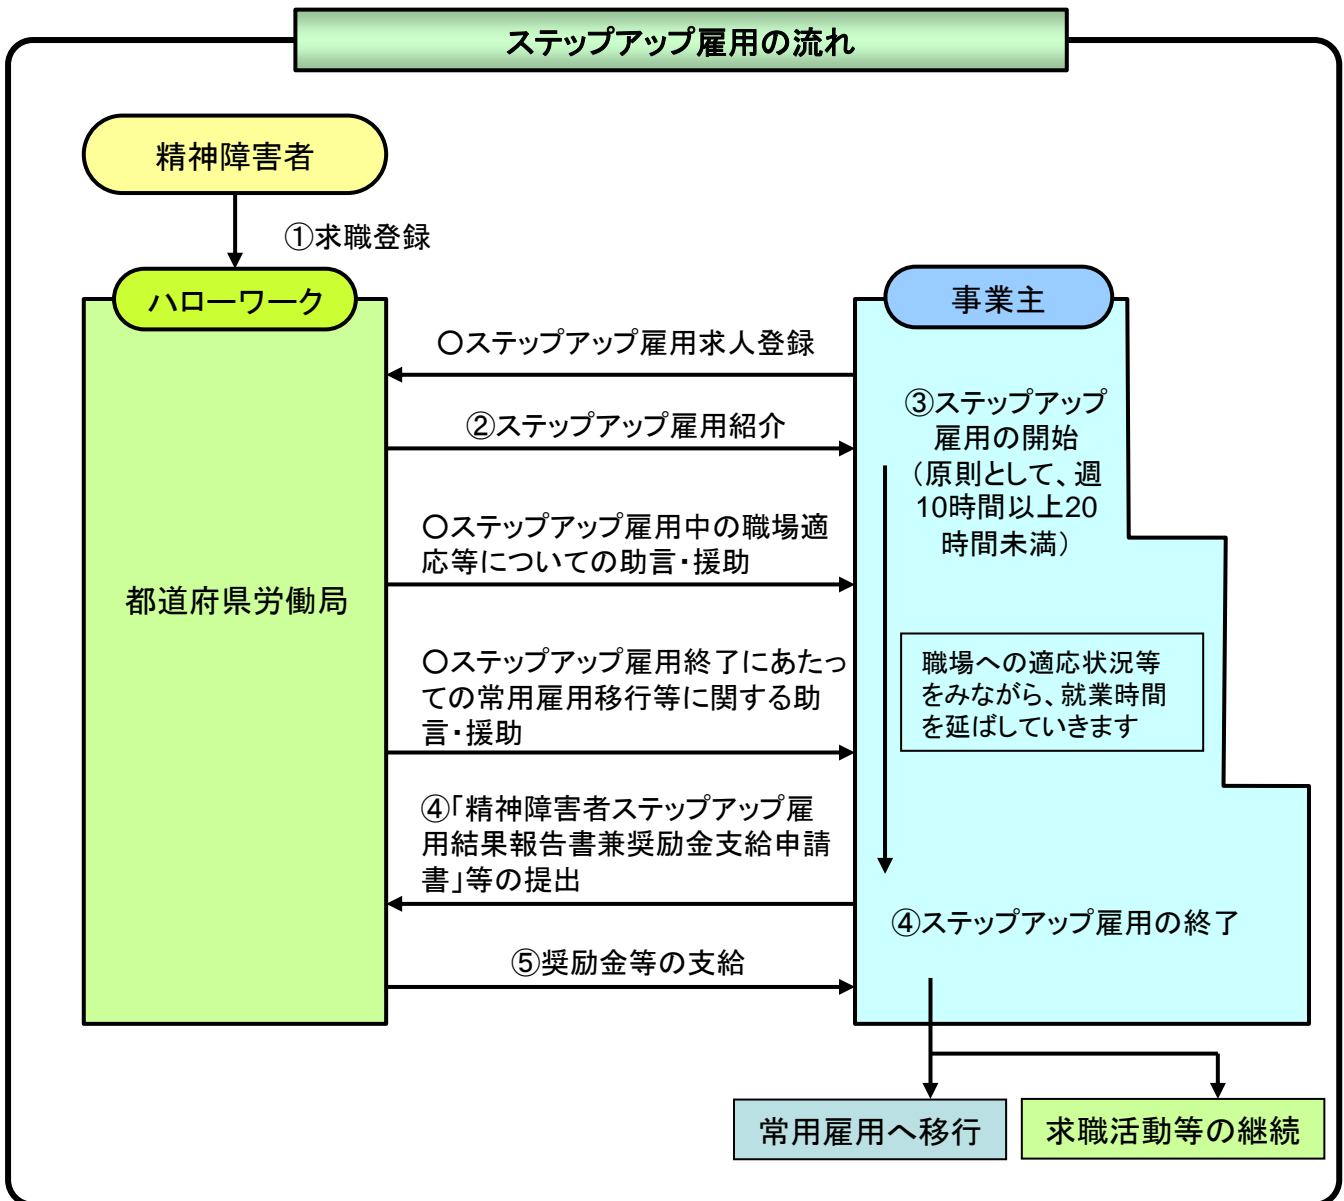 ステップアップ雇用の流れ
精神障害者
①求職登録
ハローワーク
事業主
〇ステップアップ雇用求人登録
②ステップアップ雇用紹介
③ステップアップ
雇用の開始
(原則として、週
10時間以上20
時間未満)
〇ステップアップ雇用中の職場適
応等についての助言・援助
都道府県労働局
〇ステップアップ雇用終了にあたっ
ての常用雇用移行等に関する助
言・援助
職場への適応状況等
をみながら、就業時間
を延ばしていきます
④「精神障害者ステップアップ雇
用結果報告書兼奨励金支給申請
書」等の提出
④ステップアップ雇用の終了
⑤奨励金等の支給
常用雇用へ移行
求職活動等の継続